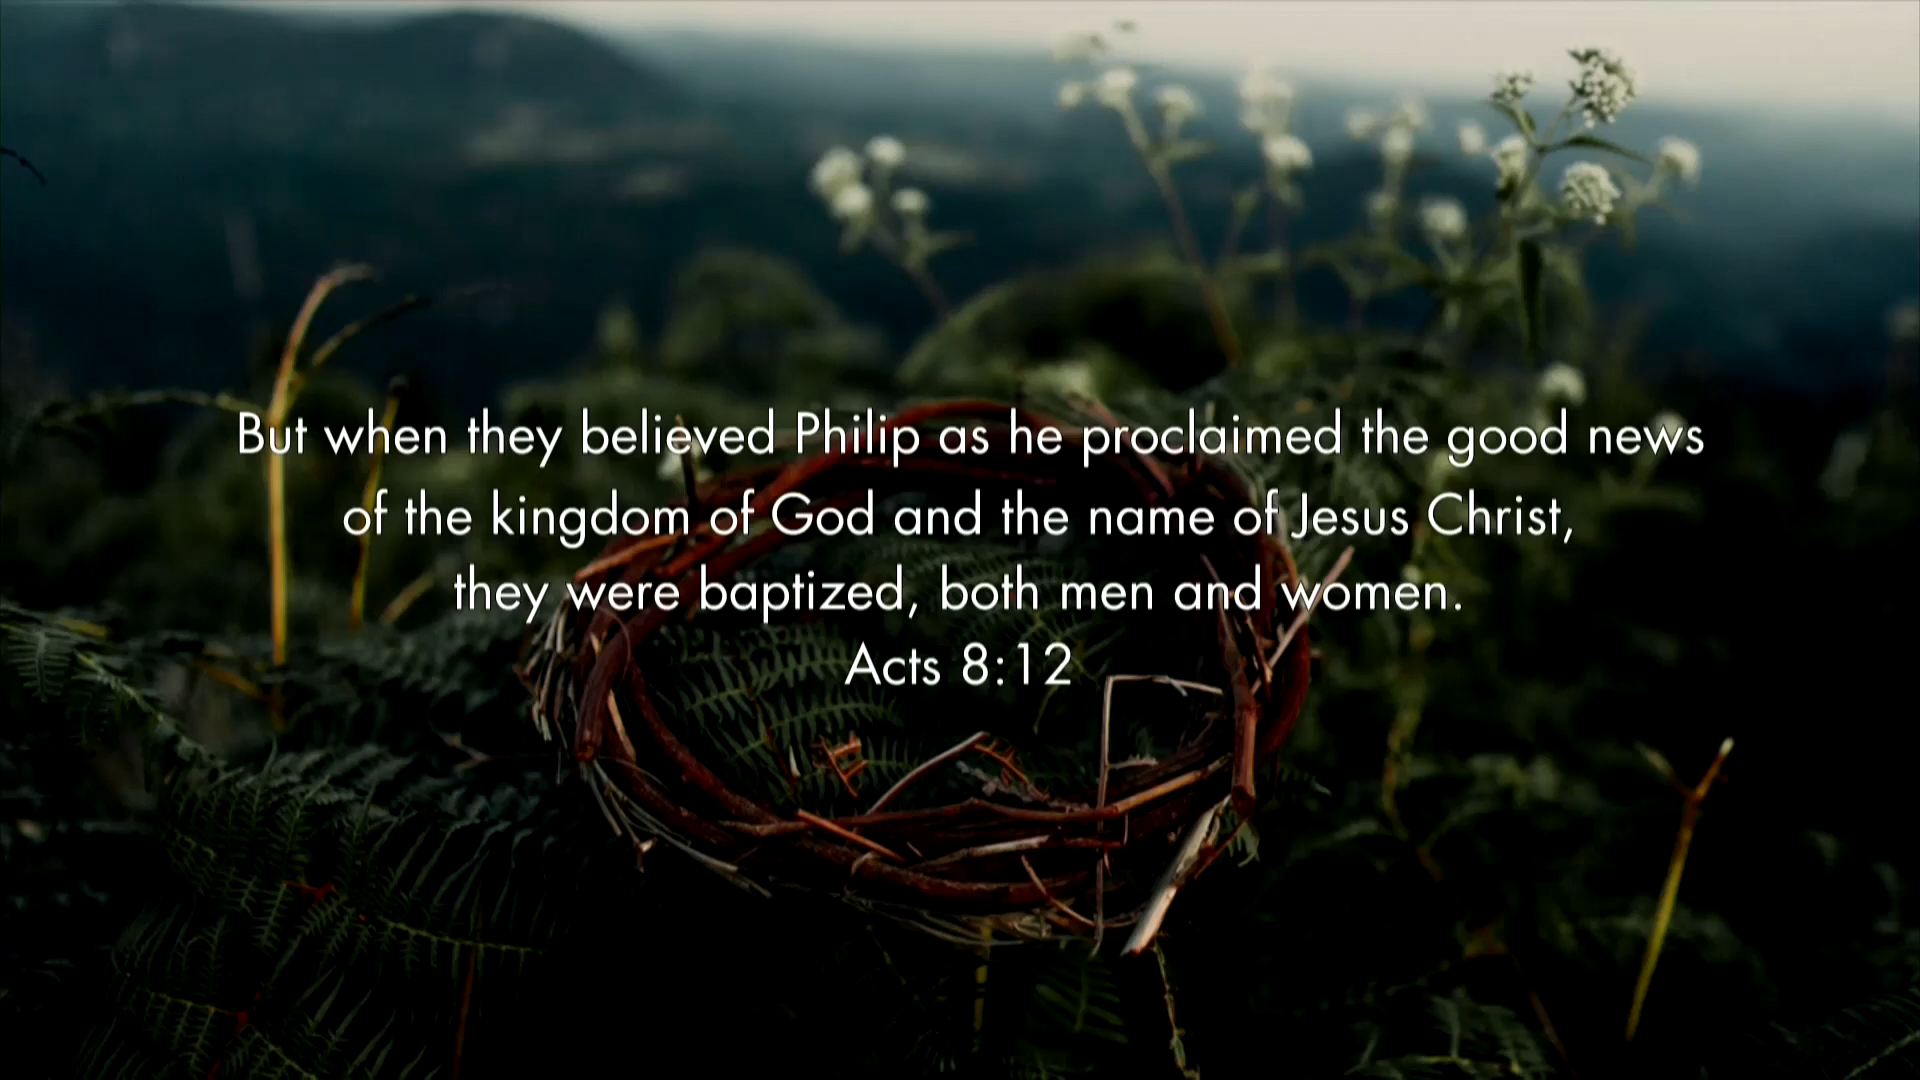 But when they believed Philip as he proclaimed the good news
of the kingdom of God and the name of Jesus Christ,
they were baptized, both men and women.
Acts 8:12